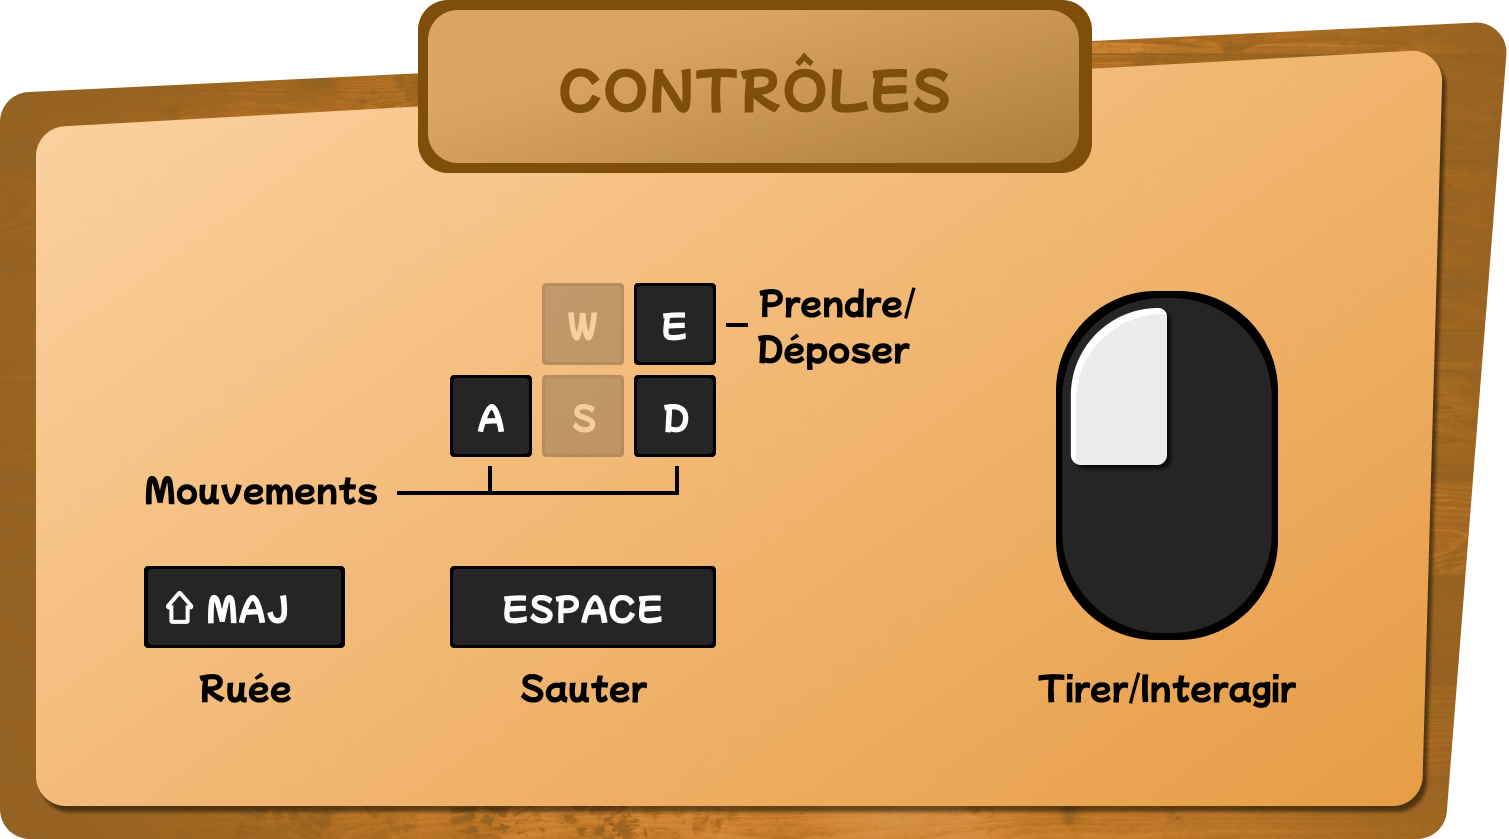 CONTRÔLES
W E Prendre/
Déposer
A S D
Mouvements
MAJ ESPACE
Ruée Sauter Tirer/Interagir